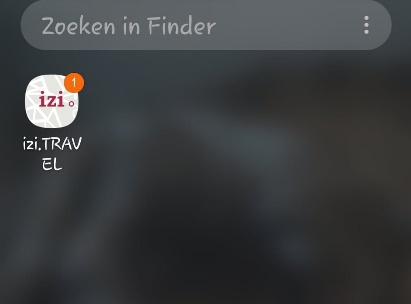 Zoeken in Finder
1
izi
izi.TRAV
EL